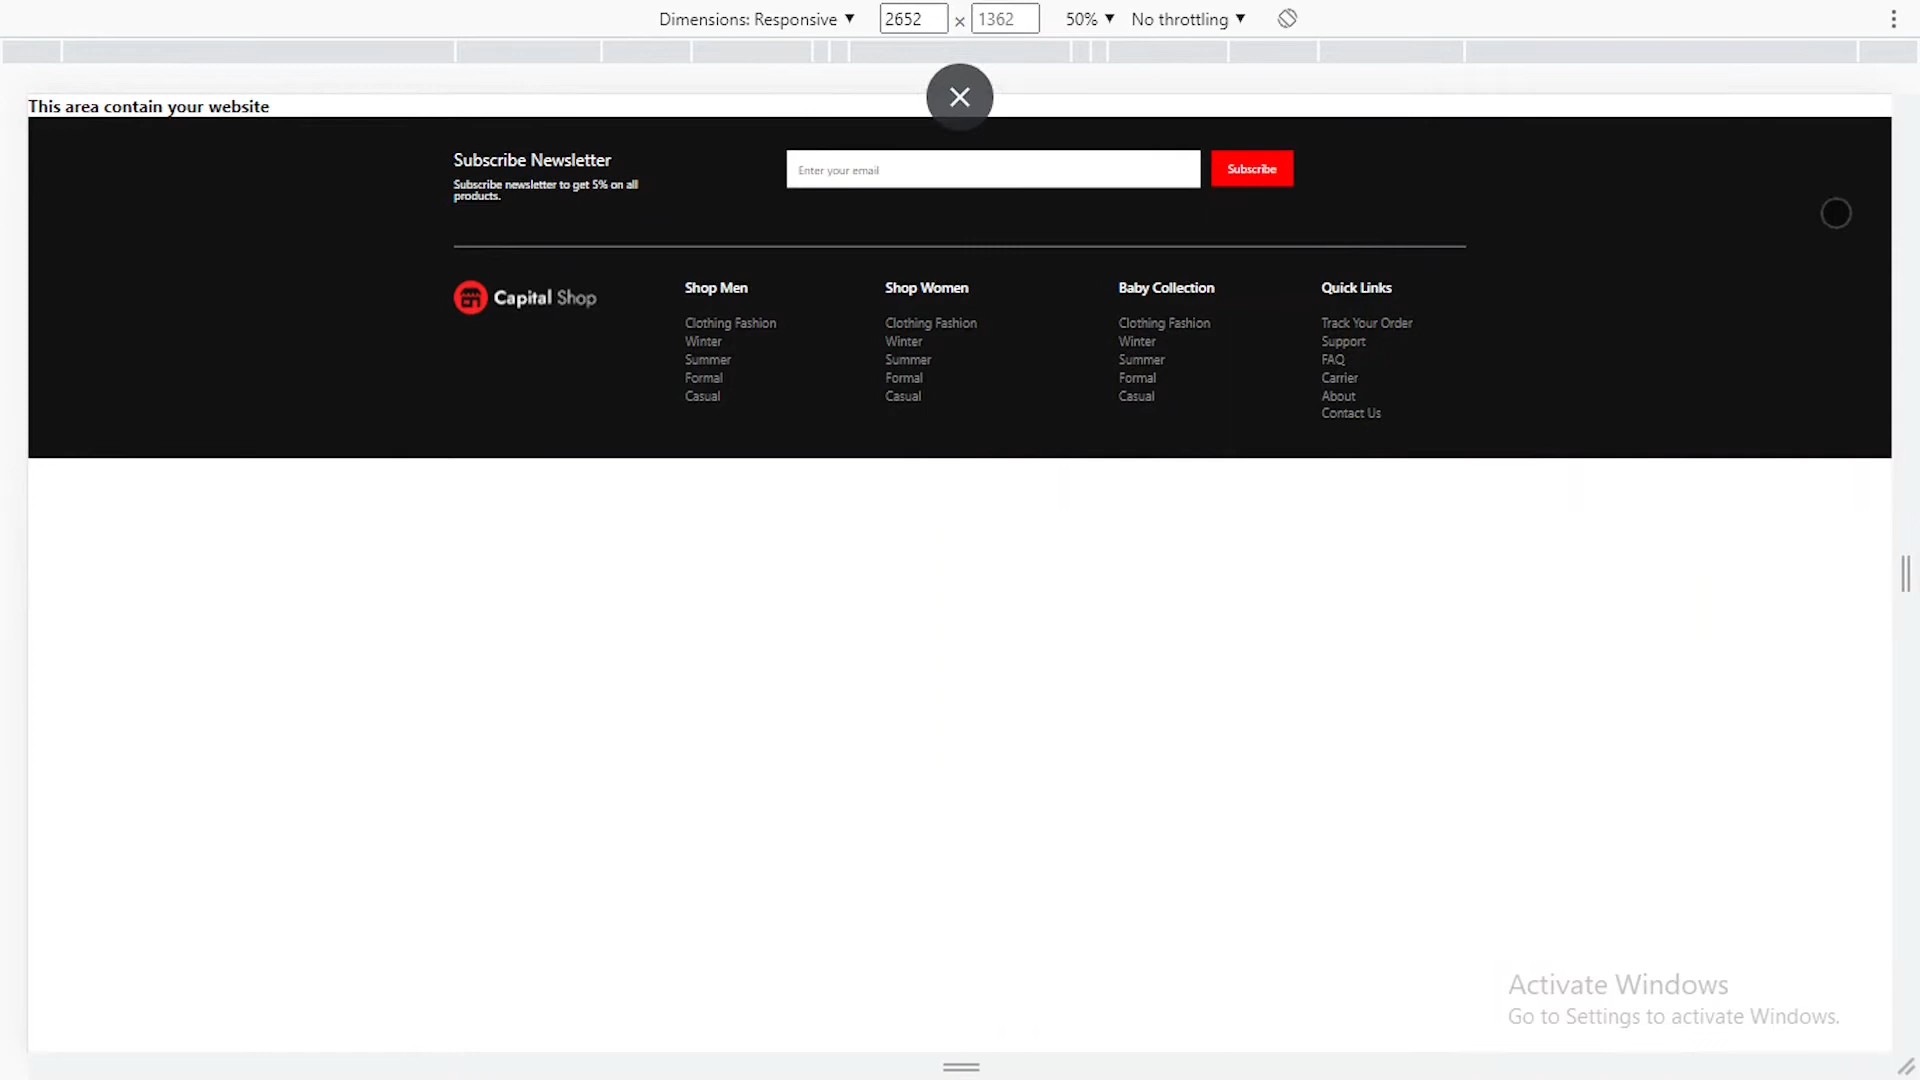 Dimensions: Responsive 2652 × 1362 50% No throttling
This area contain your website
Subscribe Newsletter
Subscribe newsletter to get 5% on all
products.
Enter your email
Subscribe
Capital Shop
Shop Men
Clothing Fashion
Winter
Summer
Formal
Casual
Shop Women
Clothing Fashion
Winter
Summer
Formal
Casual
Baby Collection
Clothing Fashion
Winter
Summer
Formal
Casual
Quick Links
Track Your Order
Support
FAQ
Carrier
About
Contact Us
Activate Windows
Go to Settings to activate Windows.